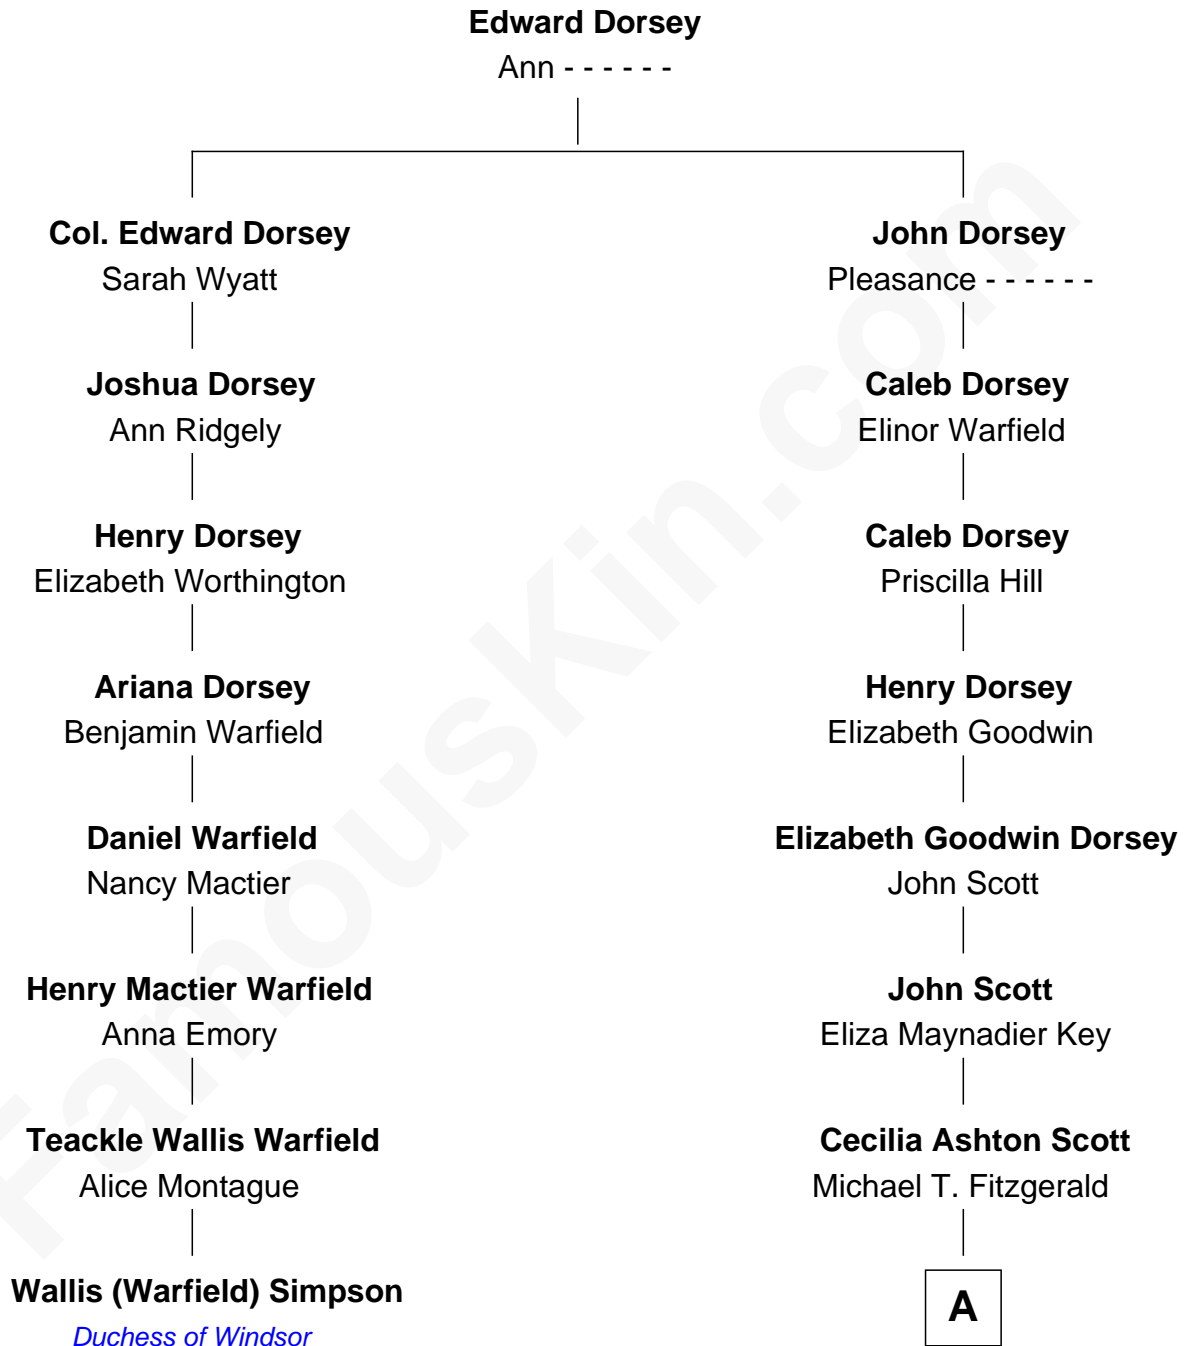 Edward Dorsey
Ann - - - - - -
Col. Edward Dorsey
Sarah Wyatt
John Dorsey
Pleasance - - - - - -
Joshua Dorsey
Ann Ridgely
Caleb Dorsey
Elinor Warfield
Henry Dorsey
Elizabeth Worthington
Caleb Dorsey
Priscilla Hill
Ariana Dorsey
Benjamin Warfield
Henry Dorsey
Elizabeth Goodwin
Daniel Warfield
Nancy Mactier
Elizabeth Goodwin Dorsey
John Scott
Henry Mactier Warfield
Anna Emory
John Scott
Eliza Maynadier Key
Teackle Wallis Warfield
Alice Montague
Cecilia Ashton Scott
Michael T. Fitzgerald
Wallis (Warfield) Simpson
Duchess of Windsor
A
FamousKin.com